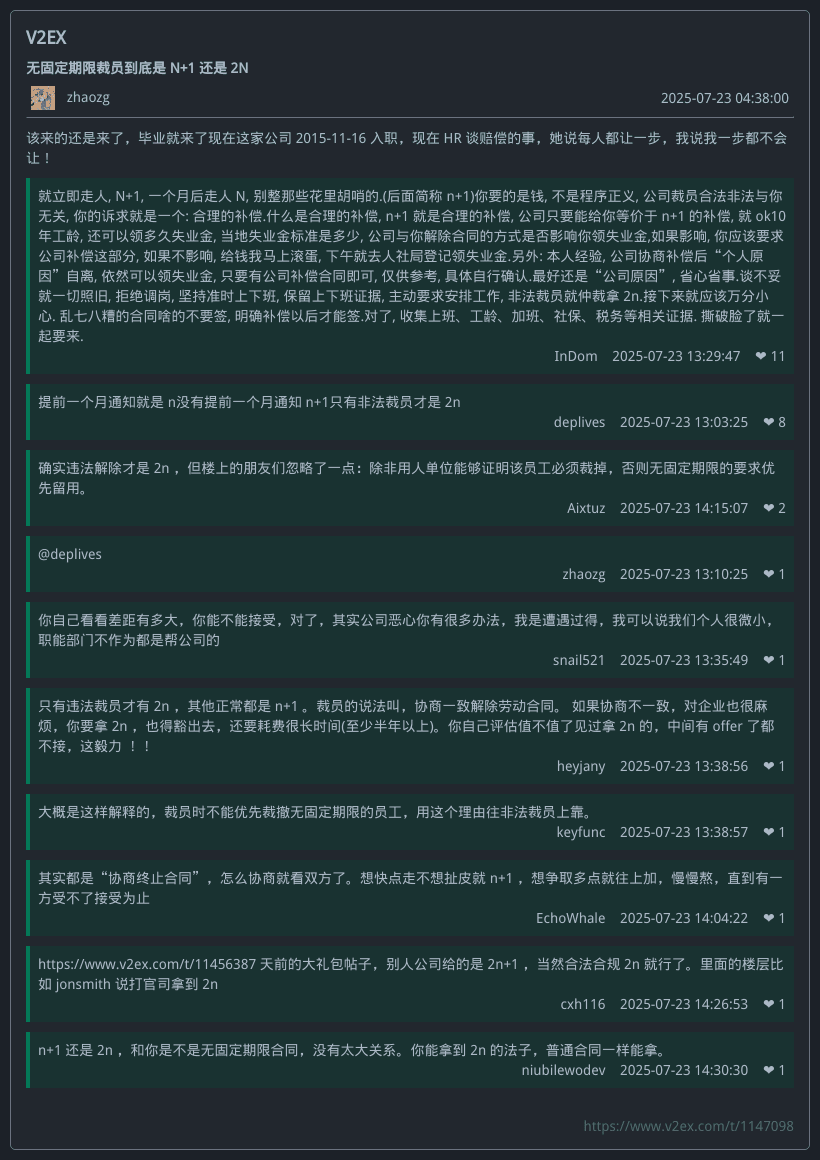 V2EX
无固定期限裁员到底是 N+1 还是 2N
zhaozg 2025-07-23 04:38:00
该来的还是来了，毕业就来了现在这家公司 2015-11-16 入职，现在 HR 谈赔偿的事，她说每人都让一步，我说我一步都不会
让！
就立即走人, N+1, 一个月后走人 N, 别整那些花里胡哨的.(后面简称 n+1)你要的是钱, 不是程序正义, 公司裁员合法非法与你
无关, 你的诉求就是一个: 合理的补偿.什么是合理的补偿, n+1 就是合理的补偿, 公司只要能给你等价于 n+1 的补偿, 就 ok10
年工龄, 还可以领多久失业金, 当地失业金标准是多少, 公司与你解除合同的方式是否影响你领失业金,如果影响, 你应该要求
公司补偿这部分, 如果不影响, 给钱我马上滚蛋, 下午就去人社局登记领失业金.另外: 本人经验, 公司协商补偿后“个人原
因”自离, 依然可以领失业金, 只要有公司补偿合同即可, 仅供参考, 具体自行确认.最好还是“公司原因”, 省心省事.谈不妥
就一切照旧, 拒绝调岗, 坚持准时上下班, 保留上下班证据, 主动要求安排工作, 非法裁员就仲裁拿 2n.接下来就应该万分小
心. 乱七八糟的合同啥的不要签, 明确补偿以后才能签.对了, 收集上班、工龄、加班、社保、税务等相关证据. 撕破脸了就一
起要来.
InDom 2025-07-23 13:29:47 ❤ 11
提前一个月通知就是 n没有提前一个月通知 n+1只有非法裁员才是 2n
deplives 2025-07-23 13:03:25 ❤ 8
确实违法解除才是 2n ，但楼上的朋友们忽略了一点：除非用人单位能够证明该员工必须裁掉，否则无固定期限的要求优
先留用。
Aixtuz 2025-07-23 14:15:07 ❤ 2
@deplives
zhaozg 2025-07-23 13:10:25 ❤ 1
你自己看看差距有多大，你能不能接受，对了，其实公司恶心你有很多办法，我是遭遇过得，我可以说我们个人很微小，
职能部门不作为都是帮公司的
snail521 2025-07-23 13:35:49 ❤ 1
只有违法裁员才有 2n ，其他正常都是 n+1 。裁员的说法叫，协商一致解除劳动合同。 如果协商不一致，对企业也很麻
烦，你要拿 2n ，也得豁出去，还要耗费很长时间(至少半年以上)。你自己评估值不值了见过拿 2n 的，中间有 offer 了都
不接，这毅力 ！！
heyjany 2025-07-23 13:38:56 ❤ 1
大概是这样解释的，裁员时不能优先裁撤无固定期限的员工，用这个理由往非法裁员上靠。
keyfunc 2025-07-23 13:38:57 ❤ 1
其实都是“协商终止合同”，怎么协商就看双方了。想快点走不想扯皮就 n+1 ，想争取多点就往上加，慢慢熬，直到有一
方受不了接受为止
EchoWhale 2025-07-23 14:04:22 ❤ 1
https://www.v2ex.com/t/11456387 天前的大礼包帖子，别人公司给的是 2n+1 ，当然合法合规 2n 就行了。里面的楼层比
如 jonsmith 说打官司拿到 2n
cxh116 2025-07-23 14:26:53 ❤ 1
n+1 还是 2n ，和你是不是无固定期限合同，没有太大关系。你能拿到 2n 的法子，普通合同一样能拿。
niubilewodev 2025-07-23 14:30:30 ❤ 1
https://www.v2ex.com/t/1147098